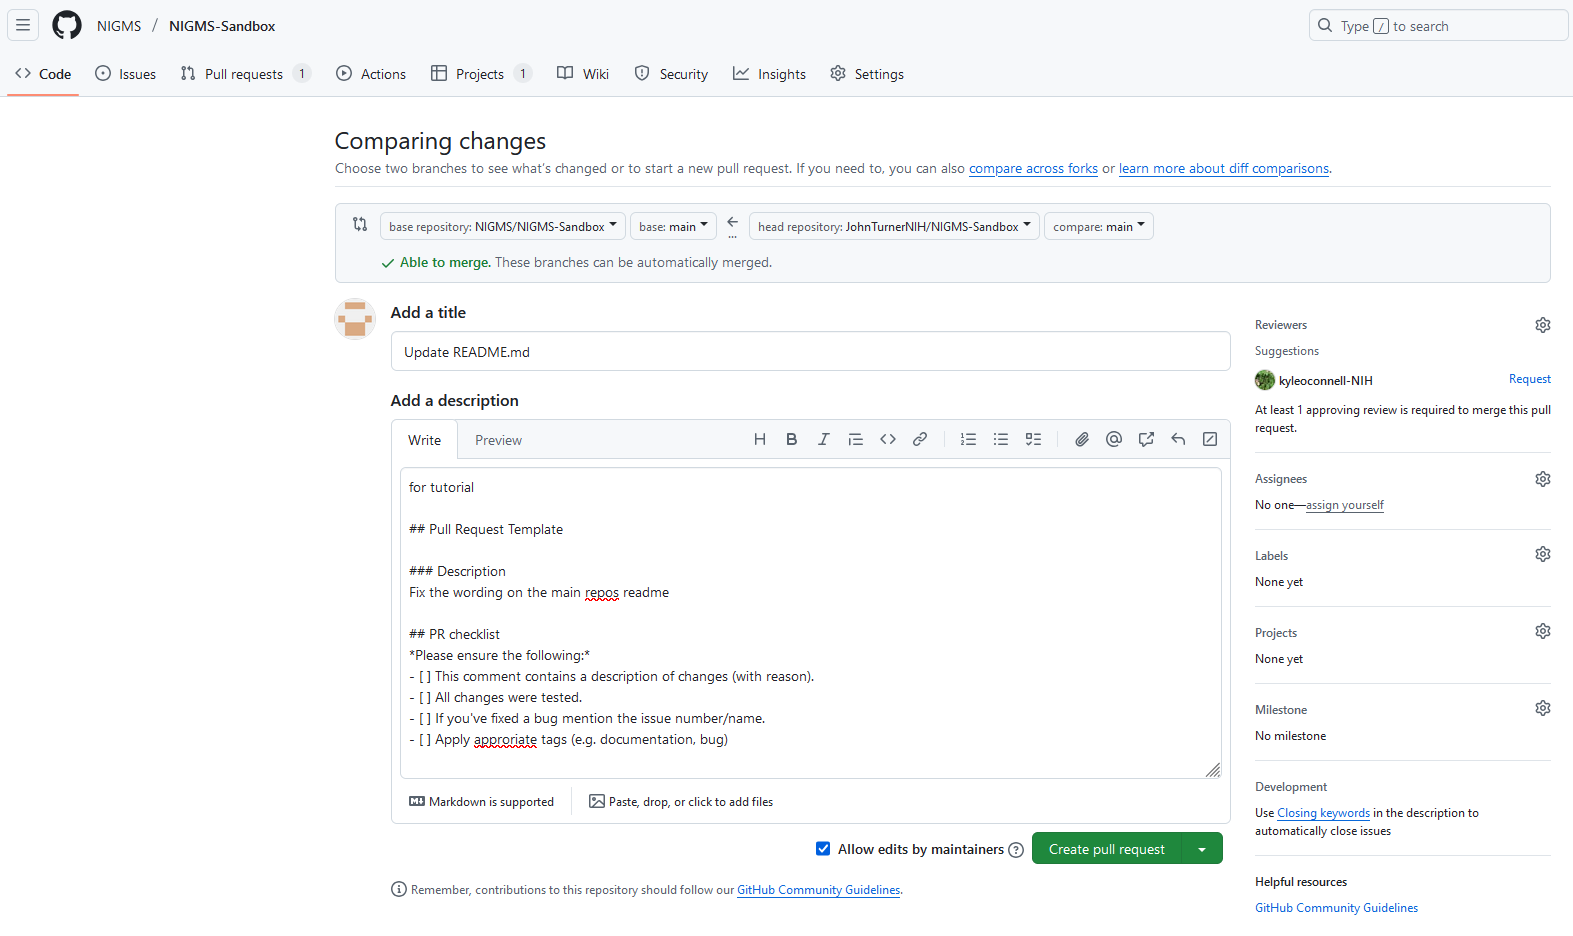 NIGMS / NIGMS-Sandbox
Type / to search
Code Issues Pull requests 1 Actions Projects 1 Wiki Security Insights Settings
Comparing changes
Choose two branches to see what's changed or to start a new pull request. If you need to, you can also compare across forks or learn more about diff comparisons.
base repository: NIGMS/NIGMS-Sandbox base: main ... head repository: JohnTurnerNIH/NIGMS-Sandbox compare: main
Able to merge. These branches can be automatically merged.
Add a title
Update README.md
Add a description
Write Preview
for tutorial
## Pull Request Template
### Description
Fix the wording on the main repos readme
## PR checklist
*Please ensure the following:*
- [ ] This comment contains a description of changes (with reason).
- [ ] All changes were tested.
- [ ] If you've fixed a bug mention the issue number/name.
- [ ] Apply approriate tags (e.g. documentation, bug)
Markdown is supported
Paste, drop, or click to add files
Allow edits by maintainers
Create pull request
Remember, contributions to this repository should follow our GitHub Community Guidelines.
Reviewers
Suggestions
kyleoconnell-NIH Request
At least 1 approving review is required to merge this pull
request.
Assignees
No one—assign yourself
Labels
None yet
Projects
None yet
Milestone
No milestone
Development
Use Closing keywords in the description to
automatically close issues
Helpful resources
GitHub Community Guidelines